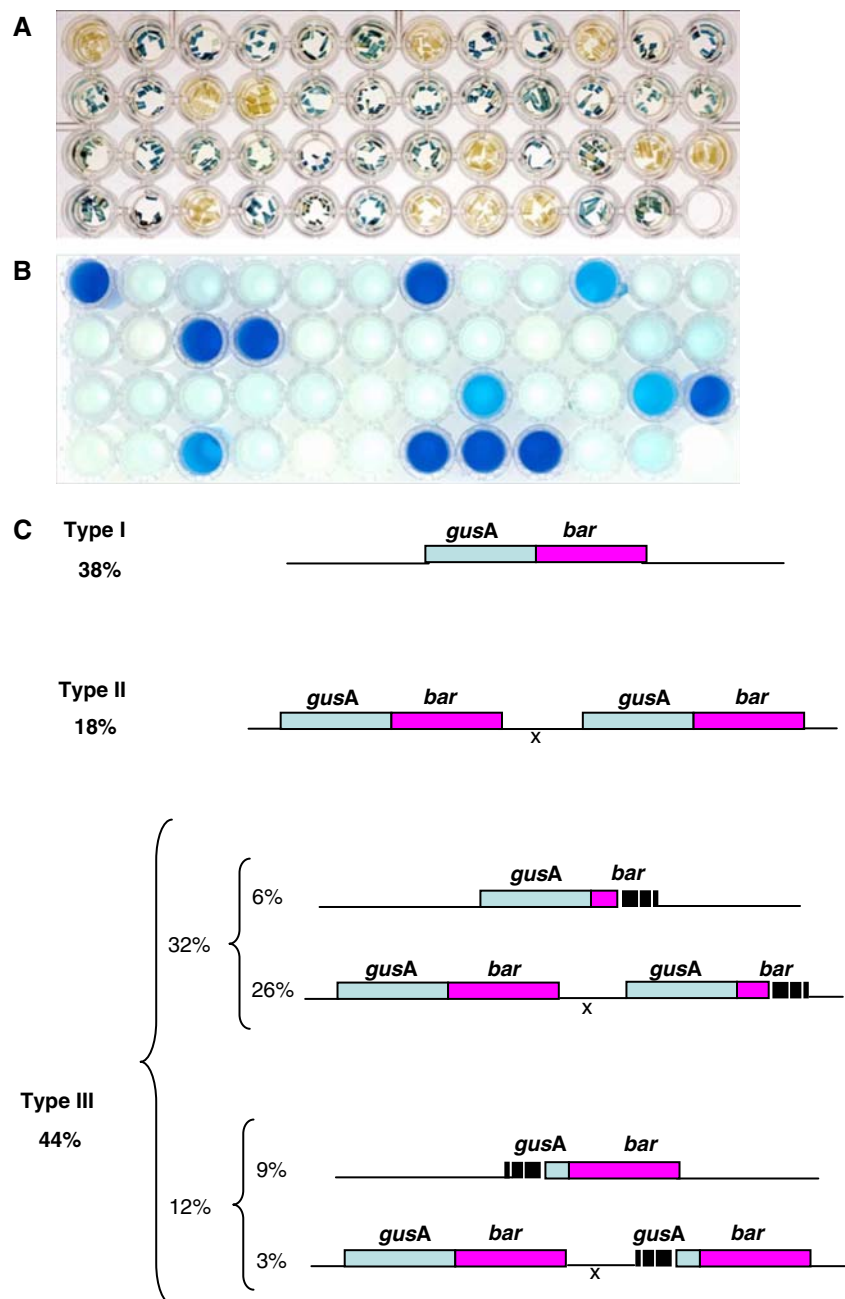 A
B
C
Type I
38%
gusA bar
Type II
18%
gusA bar gusA bar
x
Type III
44%
32%
6%
gusA bar
26%
gusA bar gusA bar
x
12%
9%
gusA bar
3%
gusA bar gusA bar
x